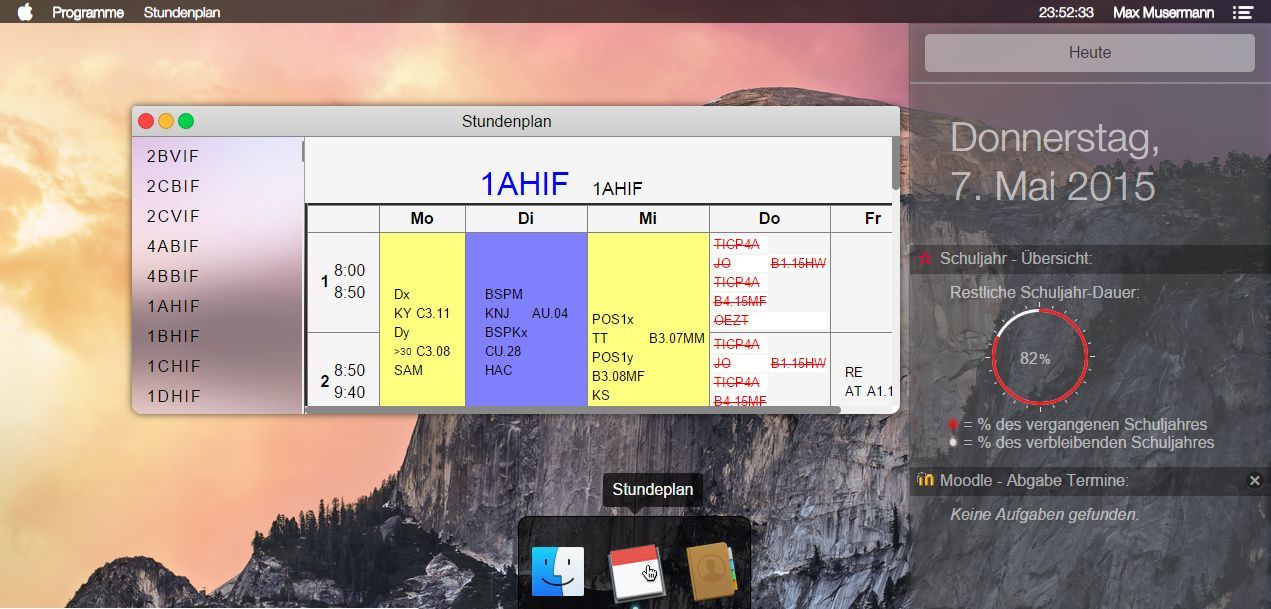 Programme Stundenplan 23:52:33 Max Musermann
Heute
Donnerstag,
7. Mai 2015
Schuljahr - Übersicht:
Restliche Schuljahr-Dauer:
82%
= % des vergangenen Schuljahres
= % des verbleibenden Schuljahres
Moodle - Abgabe Termine:
Keine Aufgaben gefunden.
Stundenplan
2BVIF
2CBIF
2CVIF
4ABIF
4BBIF
1AHIF
1BHIF
1CHIF
1DHIF
1AHIF 1AHIF
Mo Di Mi Do Fr
1 8:00
8:50
Dx
KY C3.11
Dy
>30 C3.08
SAM
BSPM
KNJ AU.04
BSPKx
CU.28
HAC
POS1x
TT B3.07MM
POS1y
B3.08MF
KS
TICP4A
JO B1.15HW
TICP4A
B4.15MF
OEZT
2 8:50
9:40
TICP4A
JO B1.15HW
TICP4A
B4.15MF
RE
AT A1.1
Stundeplan